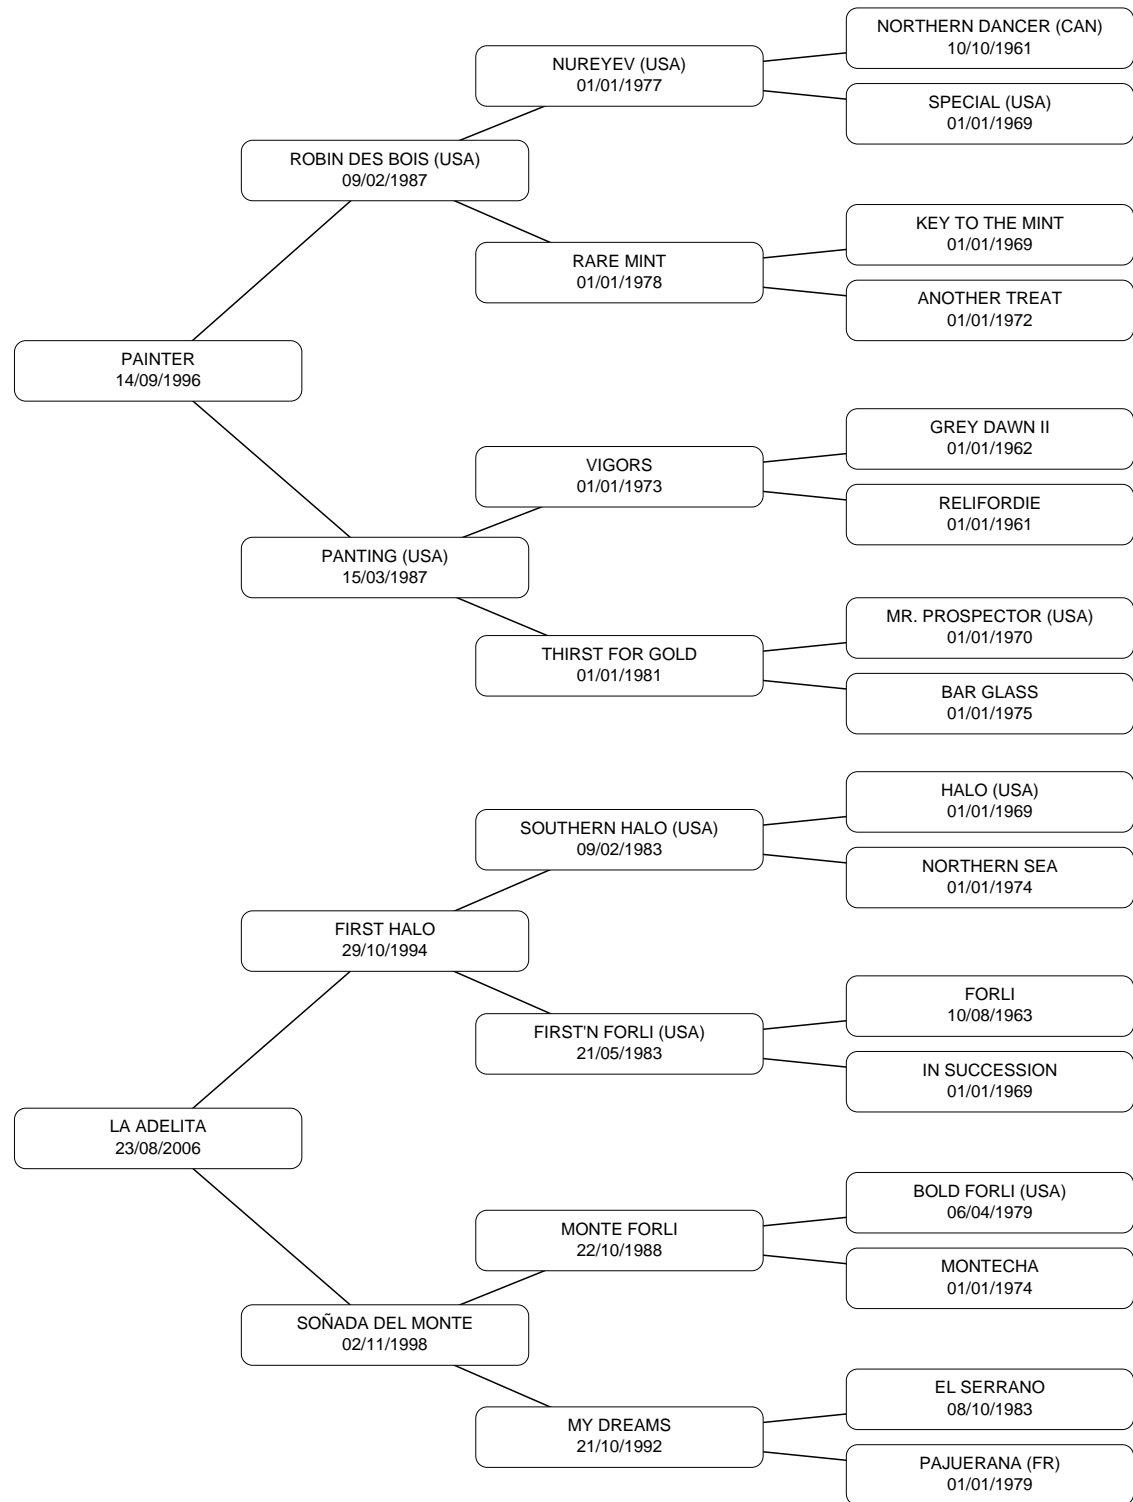 NORTHERN DANCER (CAN)
10/10/1961
NUREYEV (USA)
01/01/1977
SPECIAL (USA)
01/01/1969
ROBIN DES BOIS (USA)
09/02/1987
KEY TO THE MINT
01/01/1969
RARE MINT
01/01/1978
ANOTHER TREAT
01/01/1972
PAINTER
14/09/1996
GREY DAWN II
01/01/1962
VIGORS
01/01/1973
RELIFORDIE
01/01/1961
PANTING (USA)
15/03/1987
MR. PROSPECTOR (USA)
01/01/1970
THIRST FOR GOLD
01/01/1981
BAR GLASS
01/01/1975
HALO (USA)
01/01/1969
SOUTHERN HALO (USA)
09/02/1983
NORTHERN SEA
01/01/1974
FIRST HALO
29/10/1994
FORLI
10/08/1963
FIRST'N FORLI (USA)
21/05/1983
IN SUCCESSION
01/01/1969
LA ADELITA
23/08/2006
BOLD FORLI (USA)
06/04/1979
MONTE FORLI
22/10/1988
MONTECHA
01/01/1974
SOÑADA DEL MONTE
02/11/1998
EL SERRANO
08/10/1983
MY DREAMS
21/10/1992
PAJUERANA (FR)
01/01/1979